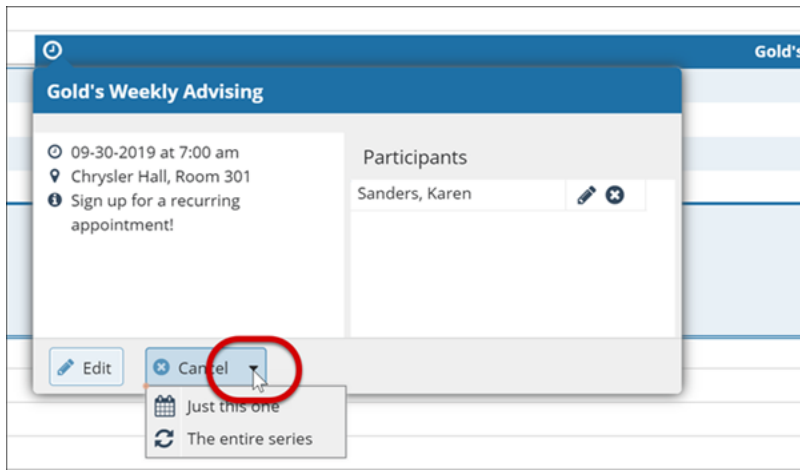 Gold's
Gold's Weekly Advising
09-30-2019 at 7:00 am
Chrysler Hall, Room 301
Sign up for a recurring
appointment!
Participants
Sanders, Karen
Edit
Cancel
Just this one
The entire series